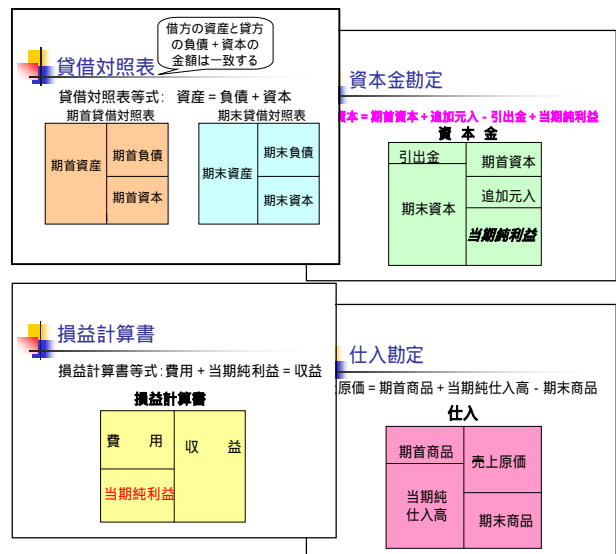 借方の資産と貸方
の負債+資本の
金額は一致する
貸借対照表
貸借対照表等式: 資産=負債+資本
期首貸借対照表
期首資産
期首負債
期首資本
期末貸借対照表
期末資産
期末負債
期末資本
資本金勘定
資本=期首資本+追加元入-引出金+当期純利益
資 本 金
引出金
期末資本
期首資本
追加元入
当期純利益
損益計算書
損益計算書等式:費用+当期純利益=収益
損益計算書
費 用
当期純利益
収 益
仕入勘定
原価=期首商品+当期純仕入高-期末商品
仕入
期首商品
当期純
仕入高
売上原価
期末商品